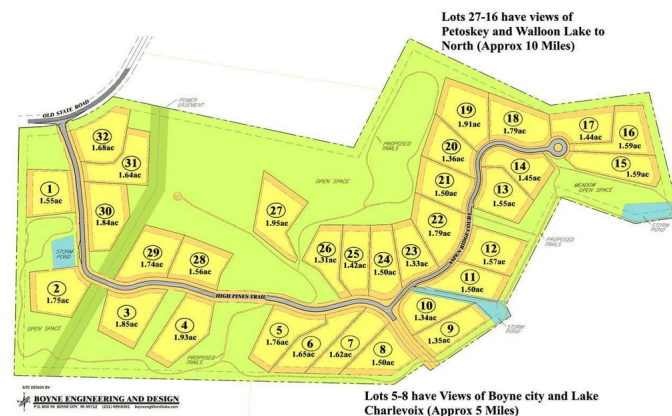 Lots 27-16 have views of
Petoskey and Walloon Lake to
North (Approx 10 Miles)
OLD STATE ROAD
POWER
EASEMENT
PROPOSED
TRAILS
OPEN SPACE
19
1.91ac
18
1.79ac
17
1.44ac
16
1.59ac
15
1.59ac
32
1.68ac
31
1.64ac
20
1.36ac
14
1.45ac
MEADOW
OPEN SPACE
1
1.55ac
21
1.50ac
13
1.55ac
30
1.84ac
27
1.95ac
22
1.79ac
ASPEN RIDGE COURT
STORM
POND
STORM
POND
29
1.74ac
28
1.56ac
26
1.31ac
25
1.42ac
24
1.50ac
23
1.33ac
12
1.57ac
PROPOSED
TRAILS
11
1.50ac
2
1.75ac
HIGH PINES TRAIL
3
1.85ac
4
1.93ac
10
1.34ac
9
1.35ac
STORM
POND
OPEN SPACE
PROPOSED
TRAILS
5
1.76ac
6
1.65ac
7
1.62ac
8
1.50ac
SITE DESIGN BY:
BOYNE ENGINEERING AND DESIGN
Lots 5-8 have Views of Boyne city and Lake
Charlevoix (Approx 5 Miles)